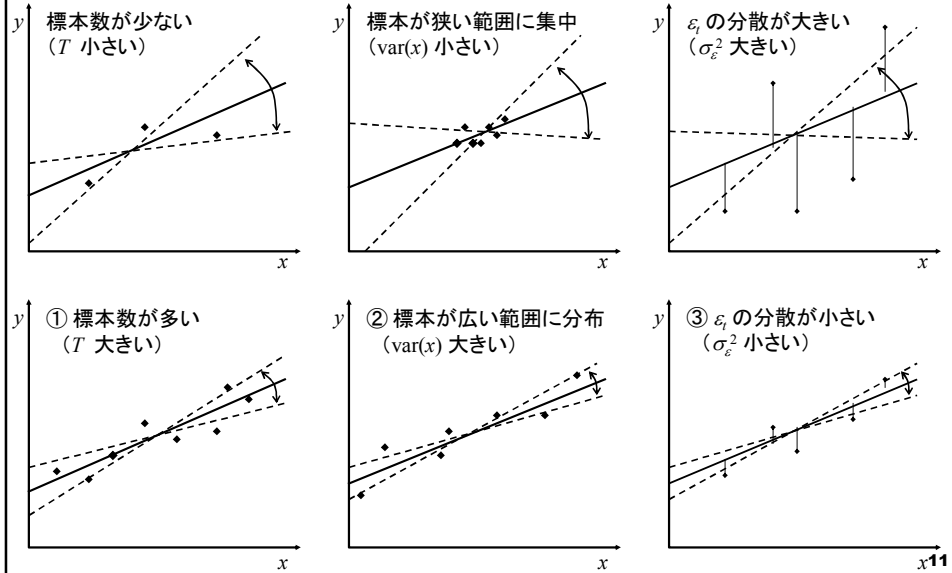 y
標本数が少ない
（T 小さい）
x
y
標本が狭い範囲に集中
（var(x) 小さい）
x
y
εt の分散が大きい
（σε² 大きい）
x
y
① 標本数が多い
（T 大きい）
x
y
② 標本が広い範囲に分布
（var(x) 大きい）
x
y
③ εt の分散が小さい
（σε² 小さい）
x
11